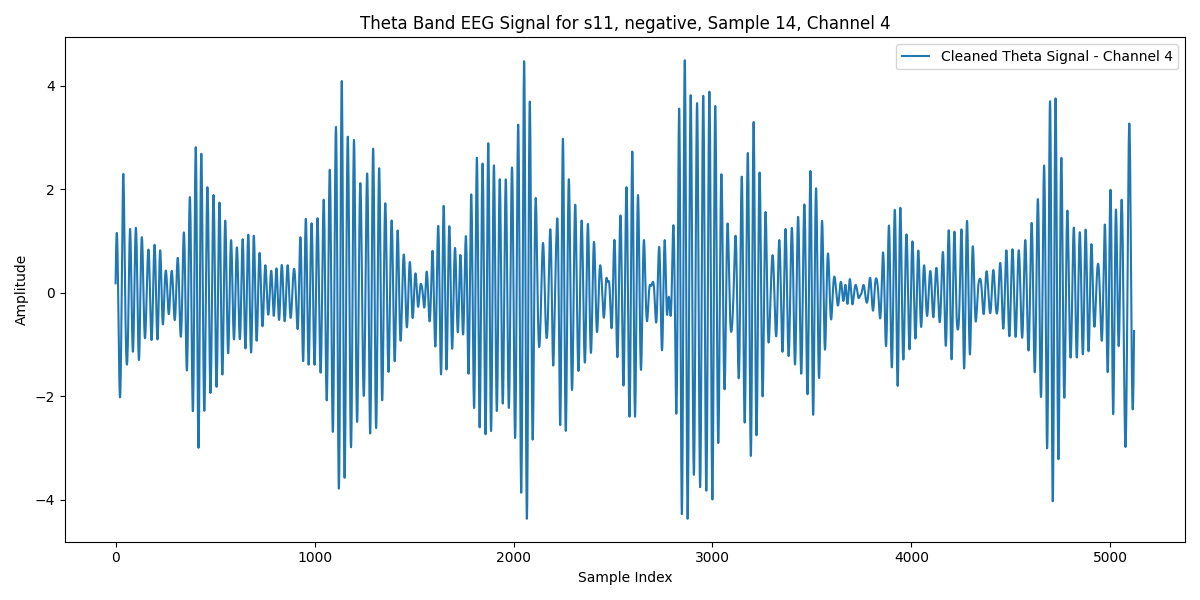 Theta Band EEG Signal for s11, negative, Sample 14, Channel 4
Cleaned Theta Signal - Channel 4
Amplitude
4
2
0
−2
−4
0 1000 2000 3000 4000 5000
Sample Index